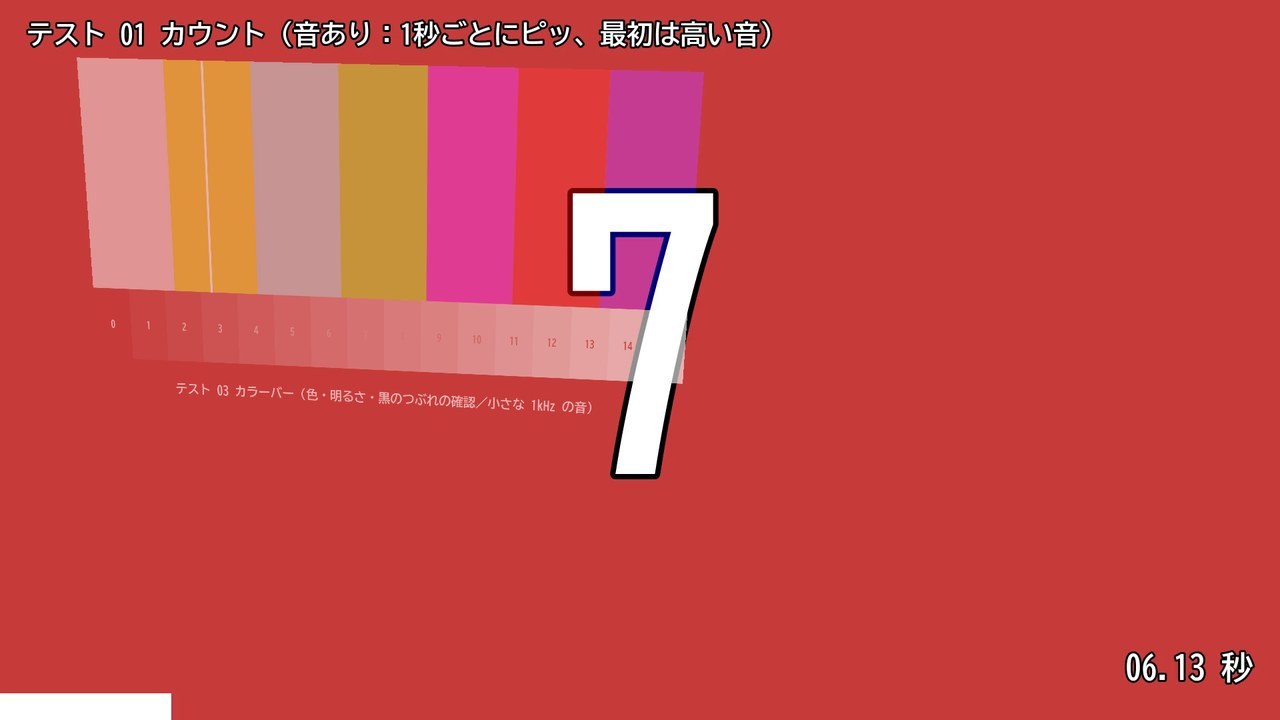 テスト 01 カウント（音あり：1秒ごとにピッ、最初は高い音）
7
0 1 2 3 4 5 6 7 8 9 10 11 12 13 14
テスト 03 カラーバー（色・明るさ・黒のつぶれの確認／小さな 1kHz の音）
06.13 秒